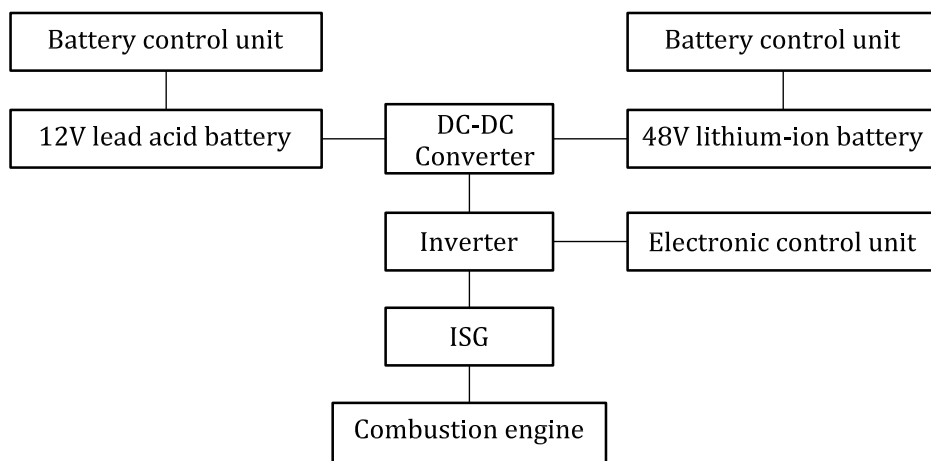 Battery control unit
Battery control unit
12V lead acid battery
DC-DC
Converter
48V lithium-ion battery
Inverter
Electronic control unit
ISG
Combustion engine